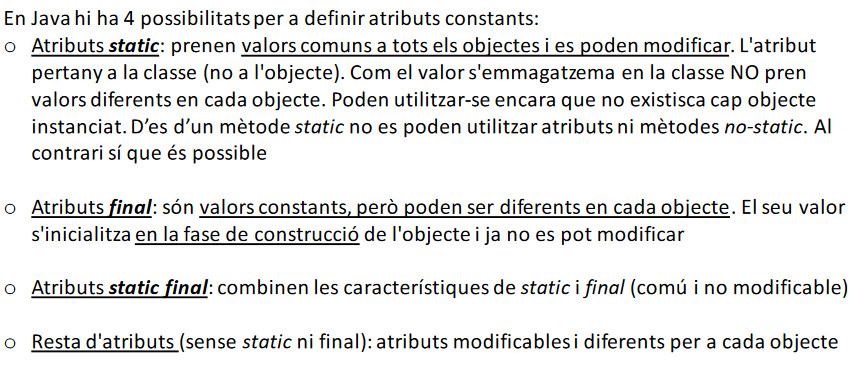 En Java hi ha 4 possibilitats per a definir atributs constants:
o Atributs static: prenen valors comuns a tots els objectes i es poden modificar. L'atribut
pertany a la classe (no a l'objecte). Com el valor s'emmagatzema en la classe NO pren
valors diferents en cada objecte. Poden utilitzar-se encara que no existisca cap objecte
instanciat. D’es d’un mètode static no es poden utilitzar atributs ni mètodes no-static. Al
contrari sí que és possible
o Atributs final: són valors constants, però poden ser diferents en cada objecte. El seu valor
s'inicialitza en la fase de construcció de l'objecte i ja no es pot modificar
o Atributs static final: combinen les característiques de static i final (comú i no modificable)
o Resta d'atributs (sense static ni final): atributs modificables i diferents per a cada objecte